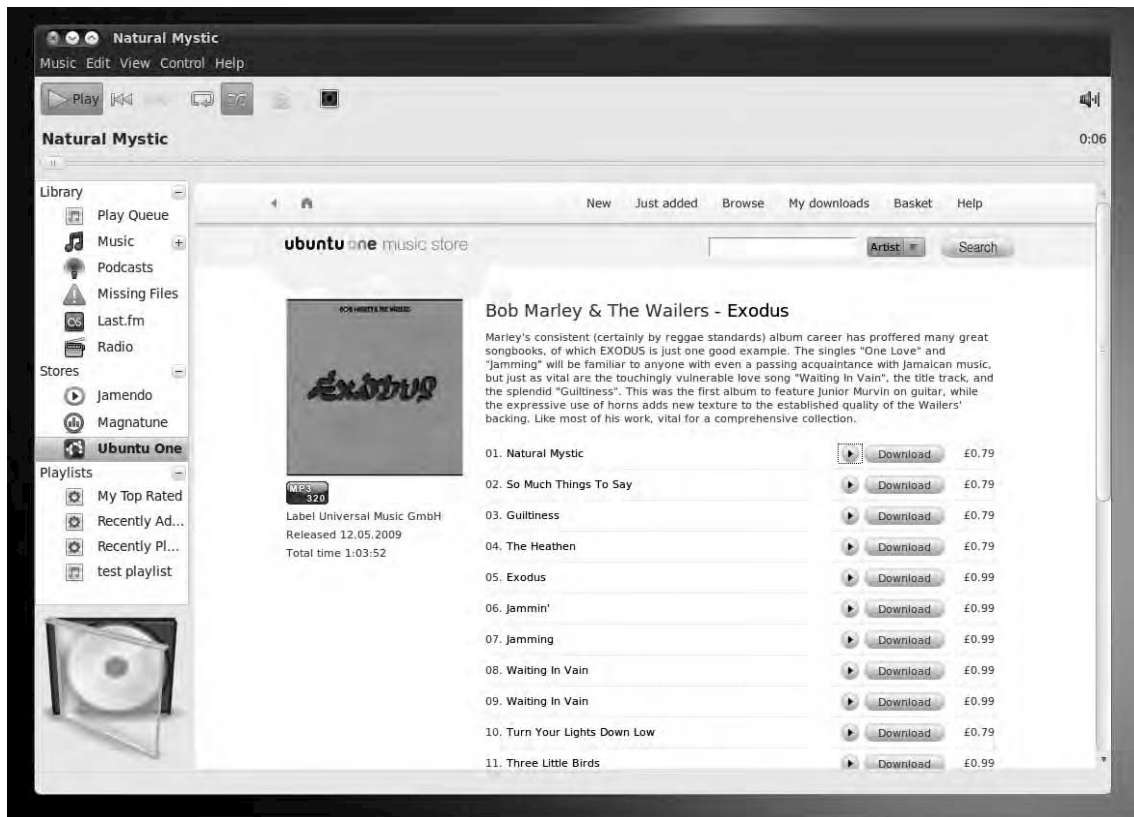 Natural Mystic
Music Edit View Control Help
Play
Natural Mystic
0:06
Library
Play Queue
Music
Podcasts
Missing Files
Last.fm
Radio
Stores
Jamendo
Magnatune
Ubuntu One
Playlists
My Top Rated
Recently Ad...
Recently Pl...
test playlist
New Just added Browse My downloads Basket Help
ubuntu one music store
Artist
Search
BOB MARLEY & THE WAILERS
Exodus
MP3
320
Label Universal Music GmbH
Released 12.05.2009
Total time 1:03:52
Bob Marley & The Wailers - Exodus
Marley's consistent (certainly by reggae standards) album career has proffered many great
songbooks, of which EXODUS is just one good example. The singles "One Love" and
"Jamming" will be familiar to anyone with even a passing acquaintance with Jamaican music,
but just as vital are the touchingly vulnerable love song "Waiting In Vain", the title track, and
the splendid "Guiltiness". This was the first album to feature Junior Murvin on guitar, while
the expressive use of horns adds new texture to the established quality of the Wailers'
backing. Like most of his work, vital for a comprehensive collection.
01. Natural Mystic Download £0.79
02. So Much Things To Say Download £0.79
03. Guiltiness Download £0.79
04. The Heathen Download £0.79
05. Exodus Download £0.99
06. Jammin' Download £0.99
07. Jamming Download £0.99
08. Waiting In Vain Download £0.99
09. Waiting In Vain Download £0.99
10. Turn Your Lights Down Low Download £0.79
11. Three Little Birds Download £0.99